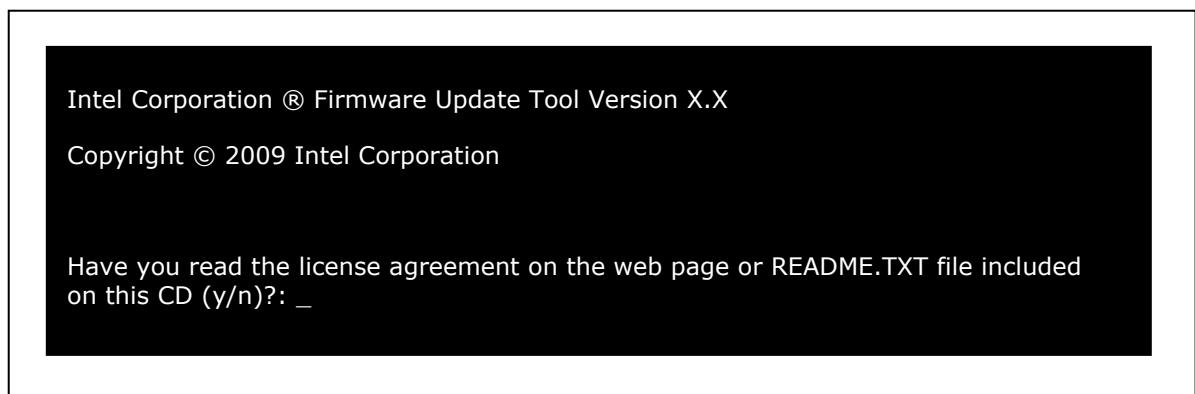 Intel Corporation ® Firmware Update Tool Version X.X
Copyright © 2009 Intel Corporation
Have you read the license agreement on the web page or README.TXT file included
on this CD (y/n)?: _